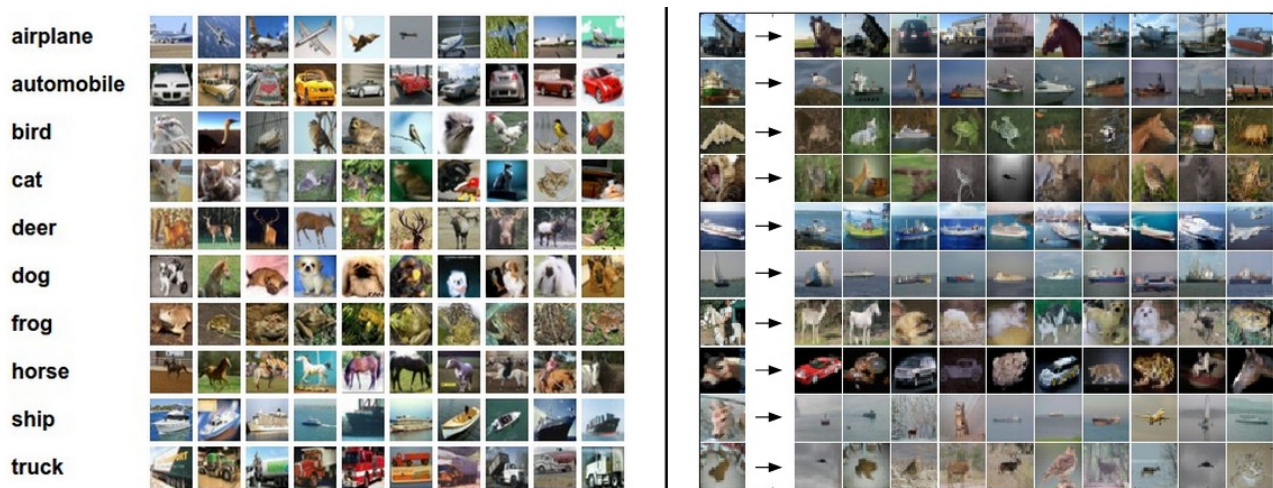 airplane
automobile
bird
cat
deer
dog
frog
horse
ship
truck